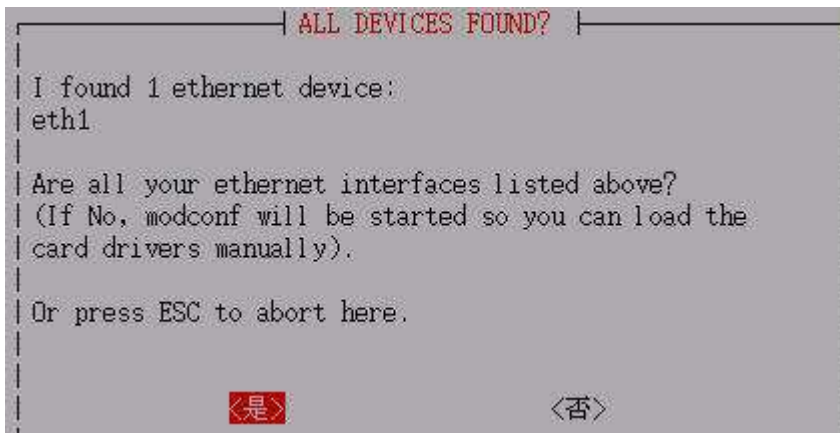 ALL DEVICES FOUND?
I found 1 ethernet device:
eth1
Are all your ethernet interfaces listed above?
(If No, modconf will be started so you can load the
card drivers manually).
Or press ESC to abort here.
<是> <否>